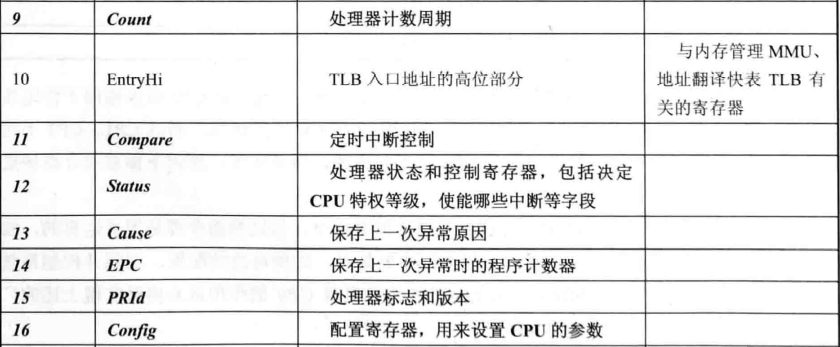 9 Count 处理器计数周期
10 EntryHi TLB 入口地址的高位部分 与内存管理 MMU、
地址翻译快表 TLB 有
关的寄存器
11 Compare 定时中断控制
12 Status 处理器状态和控制寄存器，包括决定
CPU 特权等级，使能哪些中断等字段
13 Cause 保存上一次异常原因
14 EPC 保存上一次异常时的程序计数器
15 PRId 处理器标志和版本
16 Config 配置寄存器，用来设置 CPU 的参数